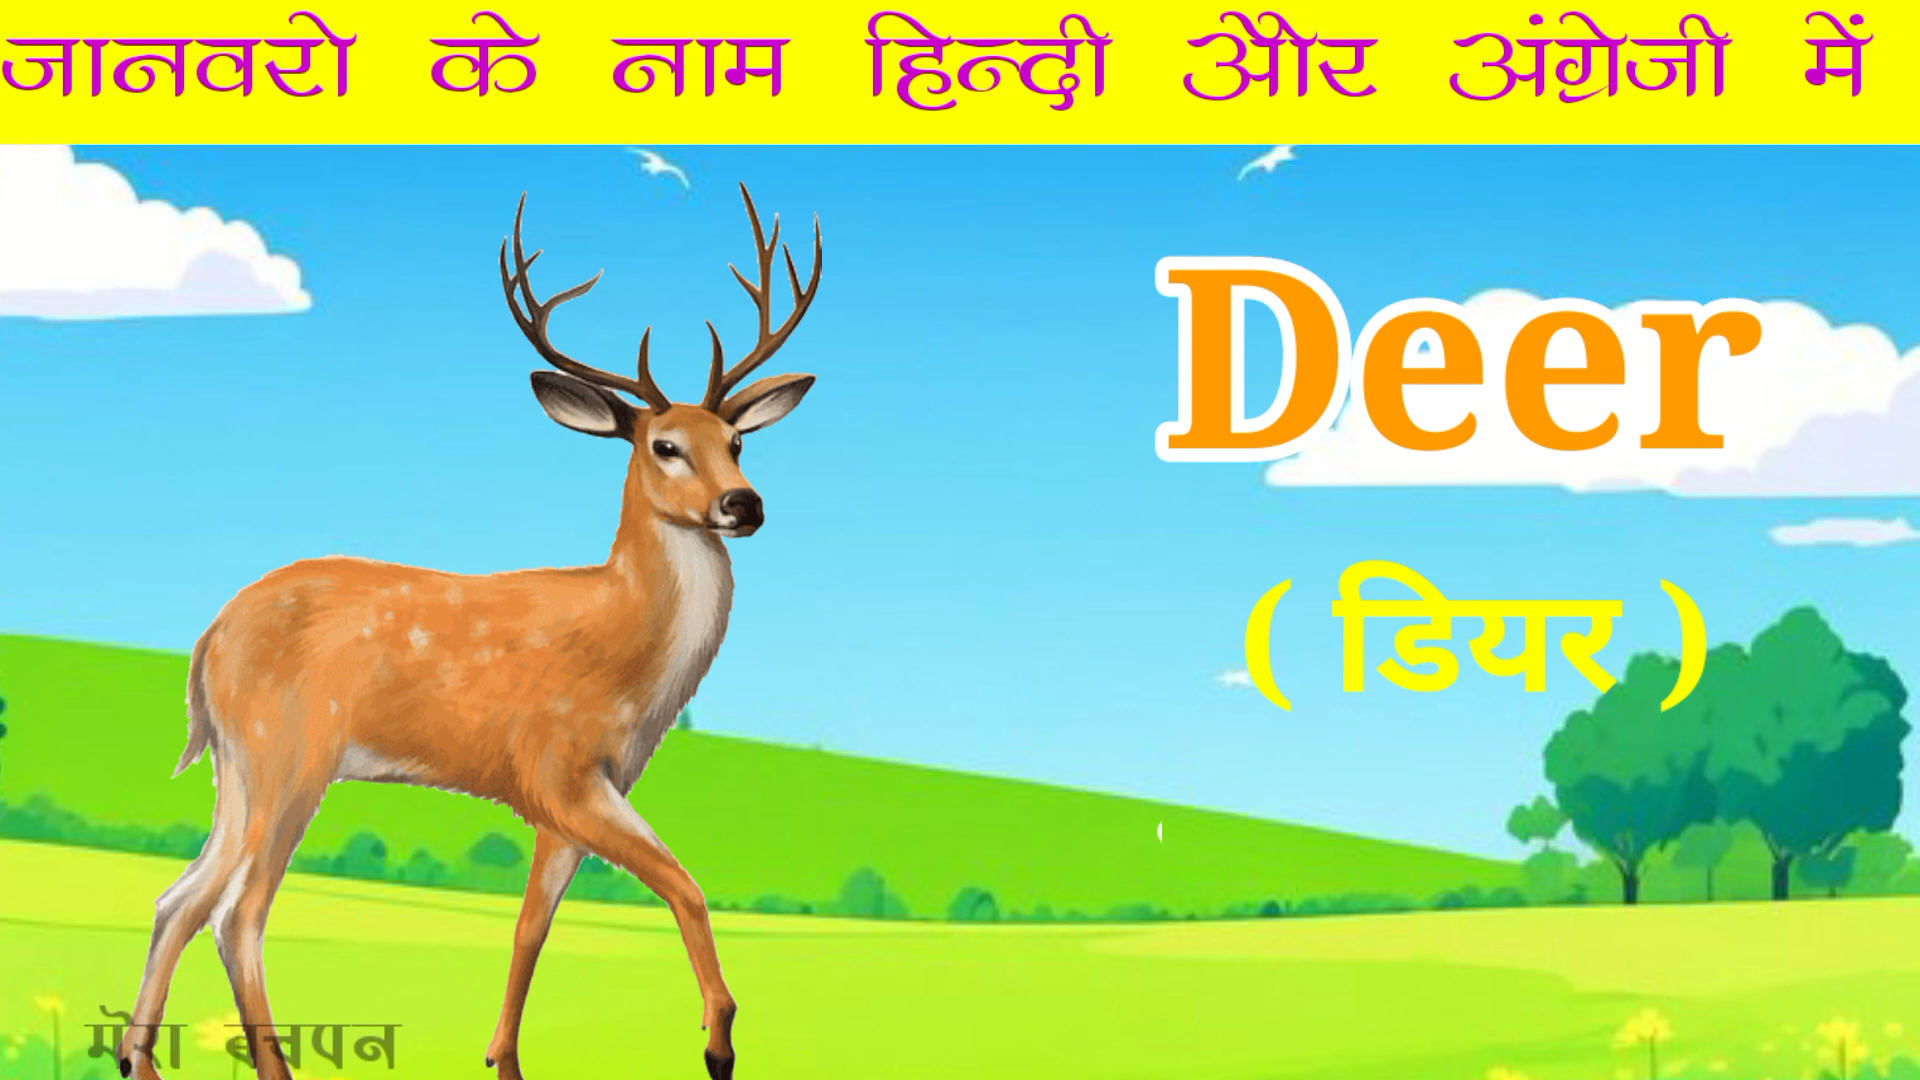 जानवरो के नाम हिन्दी और अंग्रेजी में
Deer
( डियर )
मेरा बचपन